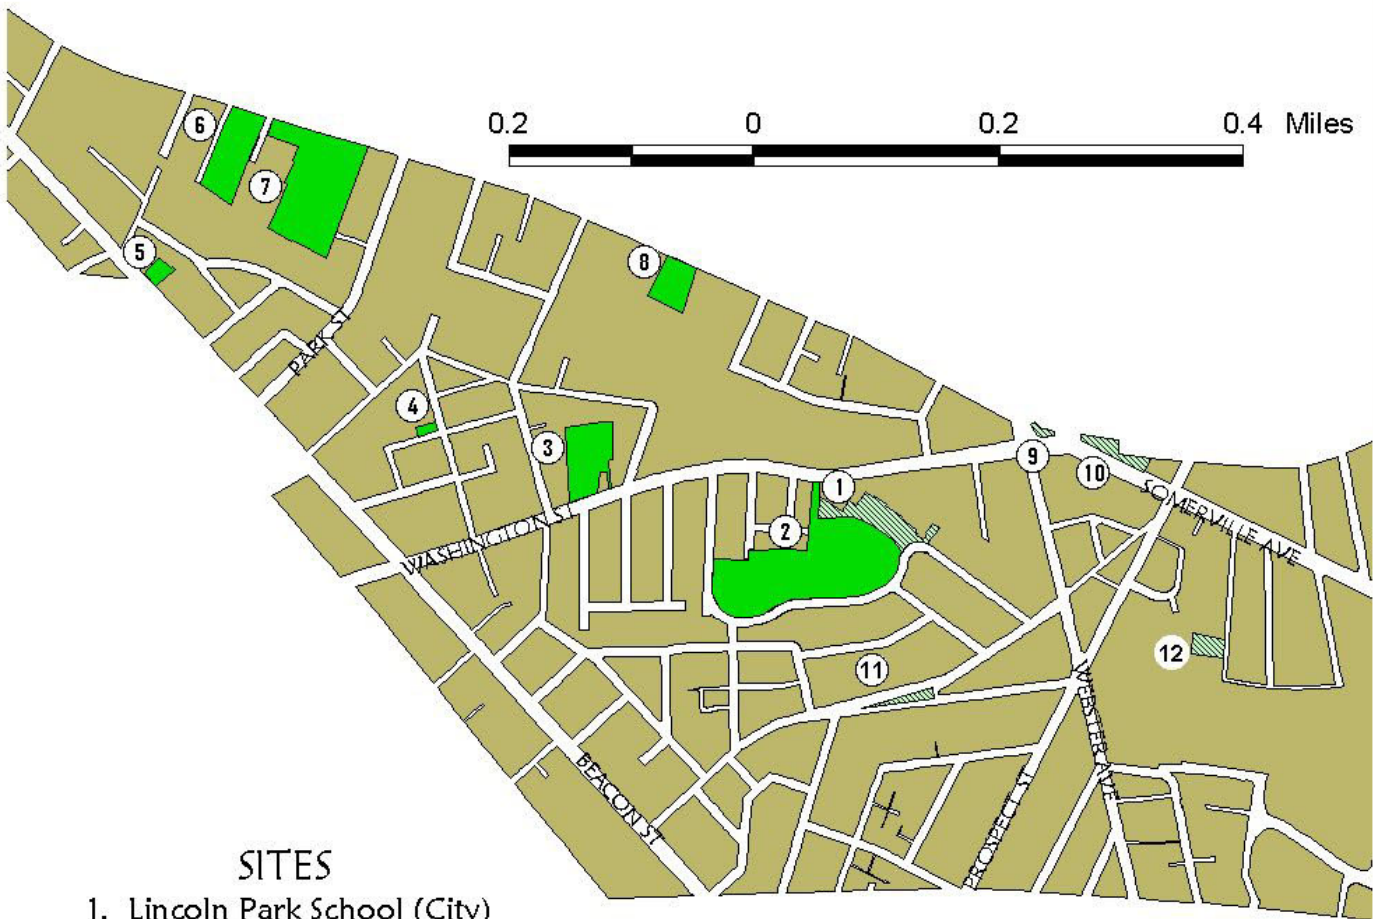 0.2 0 0.2 0.4 Miles
6
7
5
8
PARK ST
4
3
9
10
1
SOMERVILLE AVE
2
WASHINGTON ST
12
11
WEBSTER AVE
BEACON ST
PROSPECT ST
SITES
1. Lincoln Park School (City)